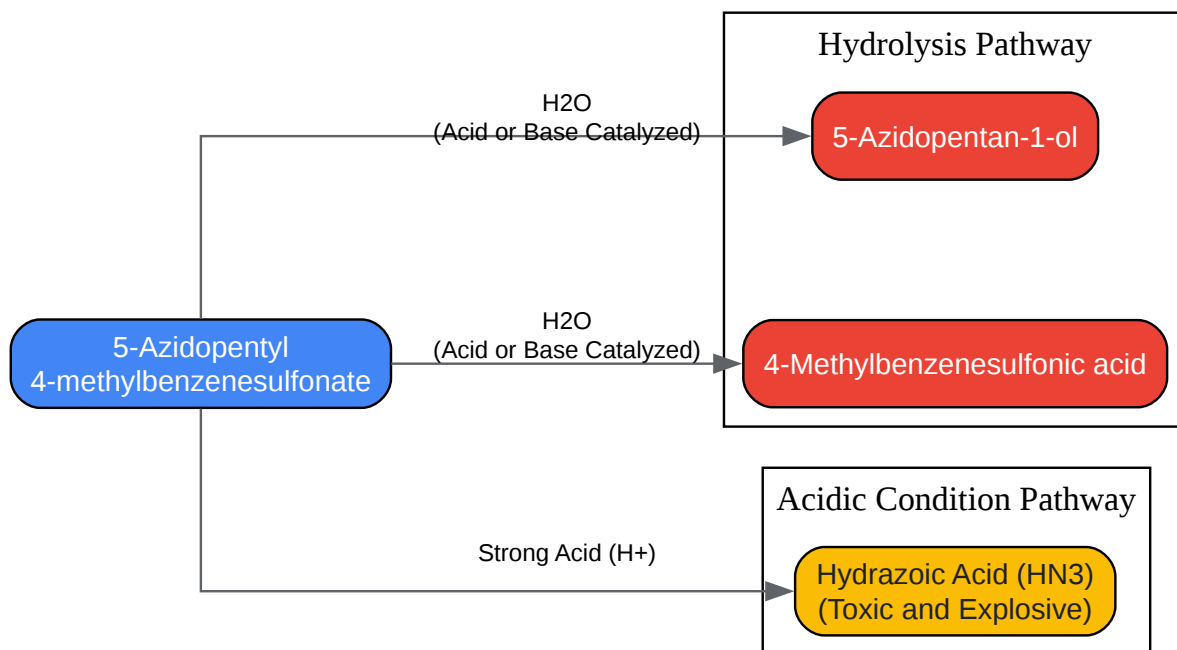 Hydrolysis Pathway
H2O
(Acid or Base Catalyzed)
5-Azidopentan-1-ol
5-Azidopentyl
4-methylbenzenesulfonate
H2O
(Acid or Base Catalyzed)
4-Methylbenzenesulfonic acid
Acidic Condition Pathway
Strong Acid (H+)
Hydrazoic Acid (HN3)
(Toxic and Explosive)